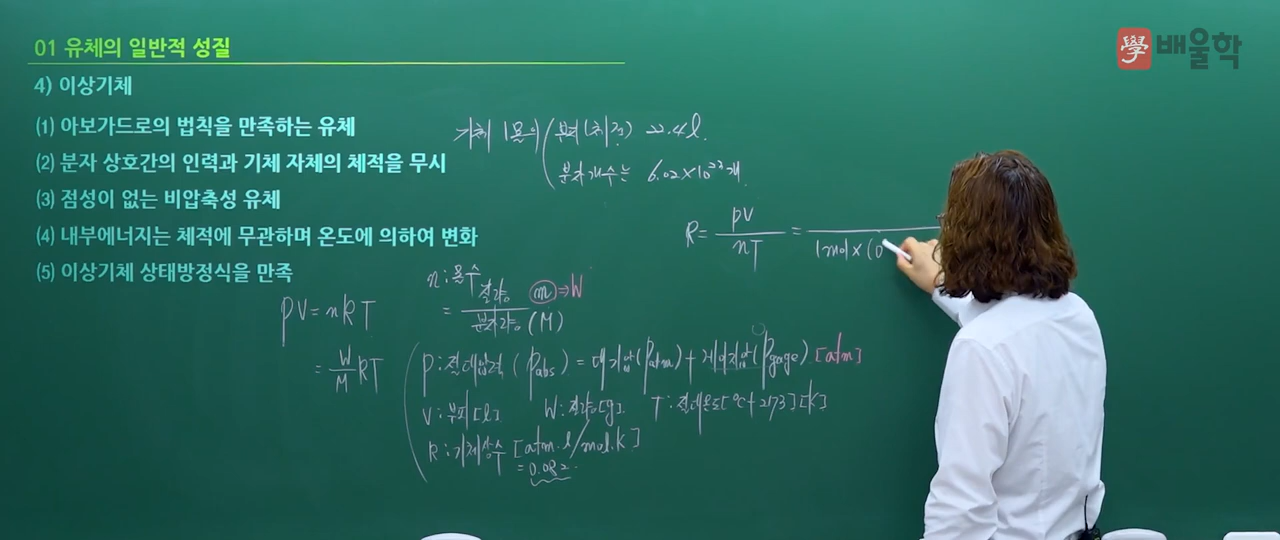 01 유체의 일반적 성질
學 배울학
4) 이상기체
(1) 아보가드로의 법칙을 만족하는 유체
(2) 분자 상호간의 인력과 기체 자체의 체적을 무시
(3) 점성이 없는 비압축성 유체
(4) 내부에너지는 체적에 무관하며 온도에 의하여 변화
(5) 이상기체 상태방정식을 만족
기체 1몰의 부피(체적) 22.4l.
분자개수는 6.02×10²³개.
R = PV/nT = /1mol×(0
PV = nRT
n : 몰수
= 질량 ⓜ ⇒ W / 분자량 (M)
= W/M RT
P : 절대압력 (Pabs) = 대기압(Patm) + 게이지압(Pgage) [atm]
V : 부피[l]. W : 질량[g]. T : 절대온도[℃+273][K]
R : 기체상수 [atm·l/mol·K]
= 0.082.